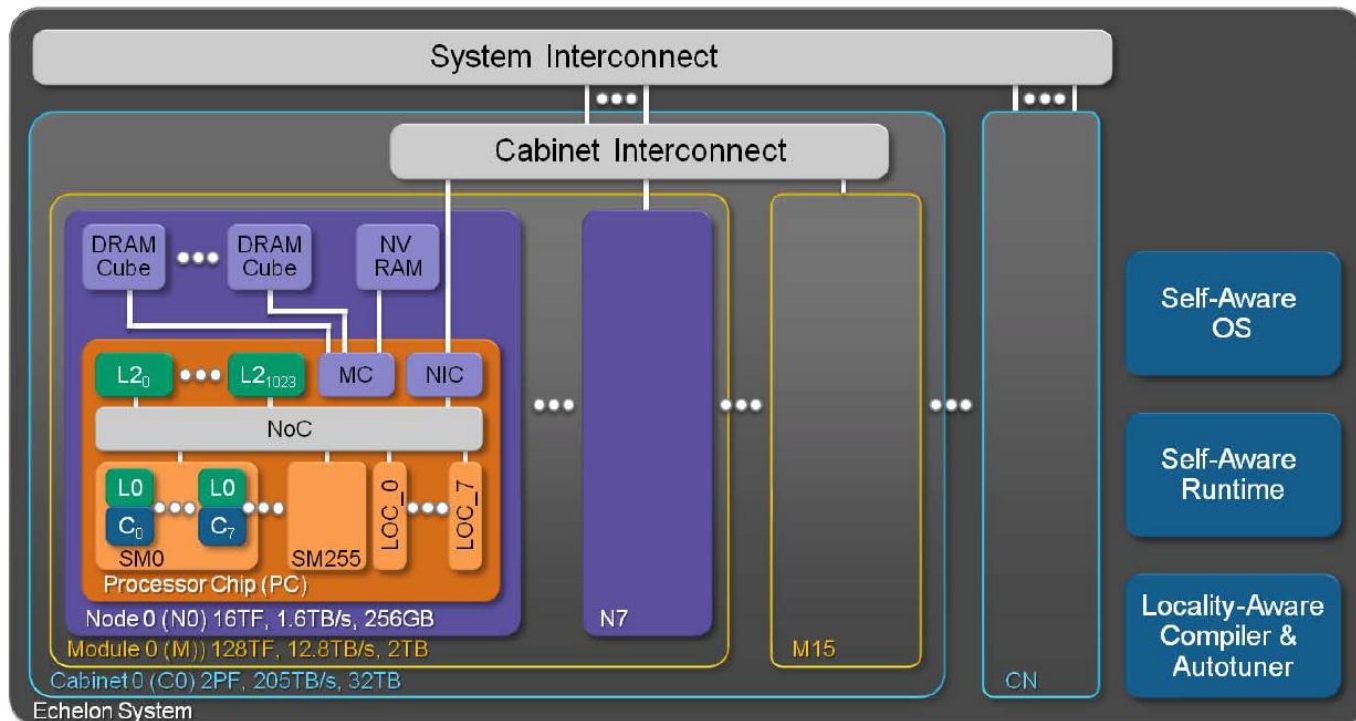 System Interconnect
Cabinet Interconnect
DRAM
Cube
DRAM
Cube
NV
RAM
L2₀
L2₁₀₂₃
MC
NIC
NoC
L0
C₀
L0
C₇
SM0
SM255
LOC_0
LOC_7
Processor Chip (PC)
Node 0 (N0) 16TF, 1.6TB/s, 256GB
N7
Module 0 (M)) 128TF, 12.8TB/s, 2TB
M15
Cabinet 0 (C0) 2PF, 205TB/s, 32TB
CN
Echelon System
Self-Aware
OS
Self-Aware
Runtime
Locality-Aware
Compiler &
Autotuner